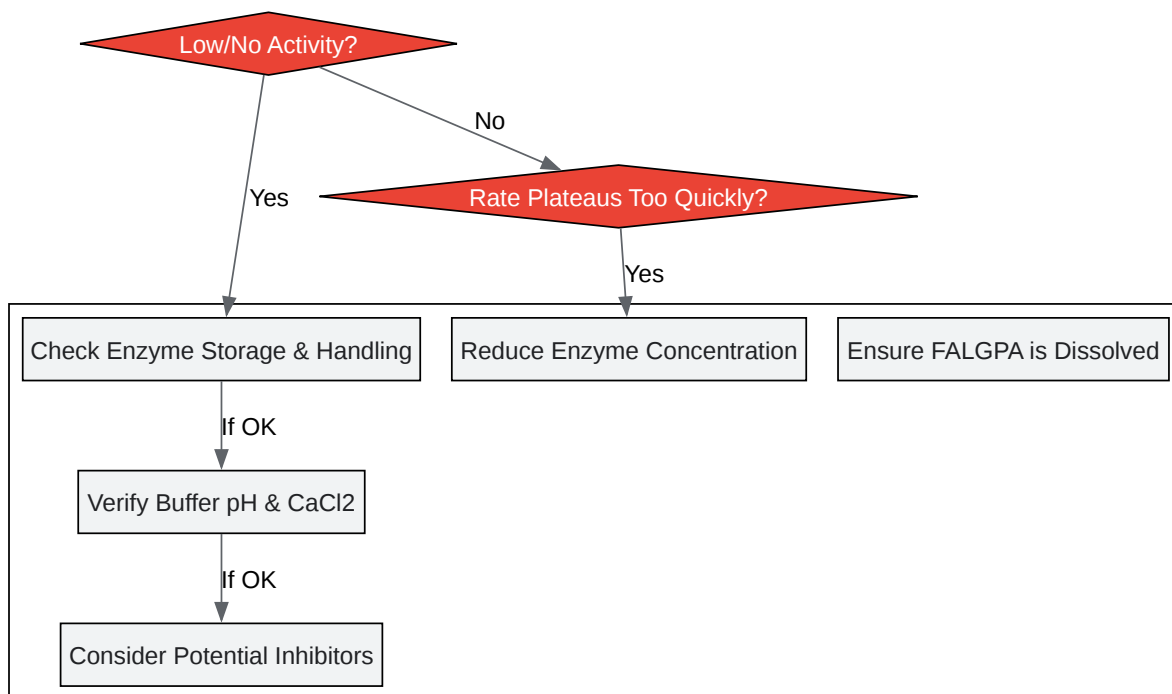 Low/No Activity?
No
Yes
Rate Plateaus Too Quickly?
Yes
Check Enzyme Storage & Handling
Reduce Enzyme Concentration
Ensure FALGPA is Dissolved
If OK
Verify Buffer pH & CaCl2
If OK
Consider Potential Inhibitors